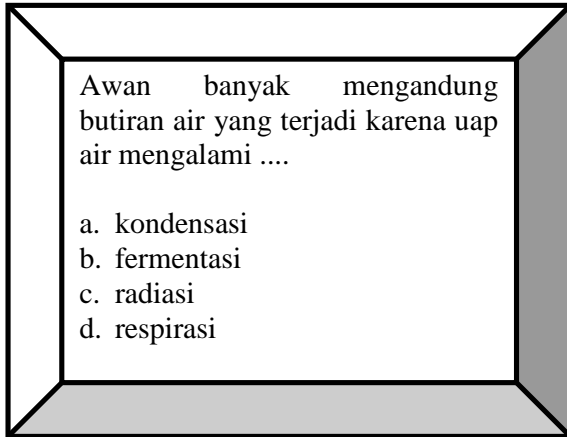 Awan banyak mengandung
butiran air yang terjadi karena uap
air mengalami ....
a. kondensasi
b. fermentasi
c. radiasi
d. respirasi